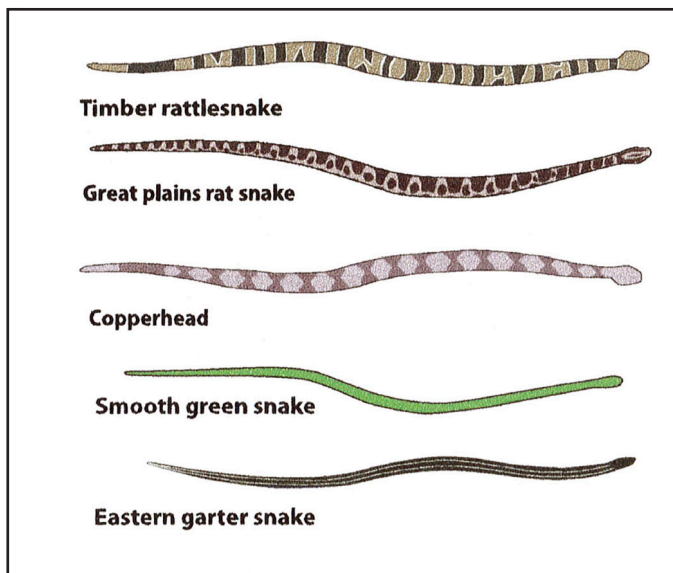 Timber rattlesnake
Great plains rat snake
Copperhead
Smooth green snake
Eastern garter snake